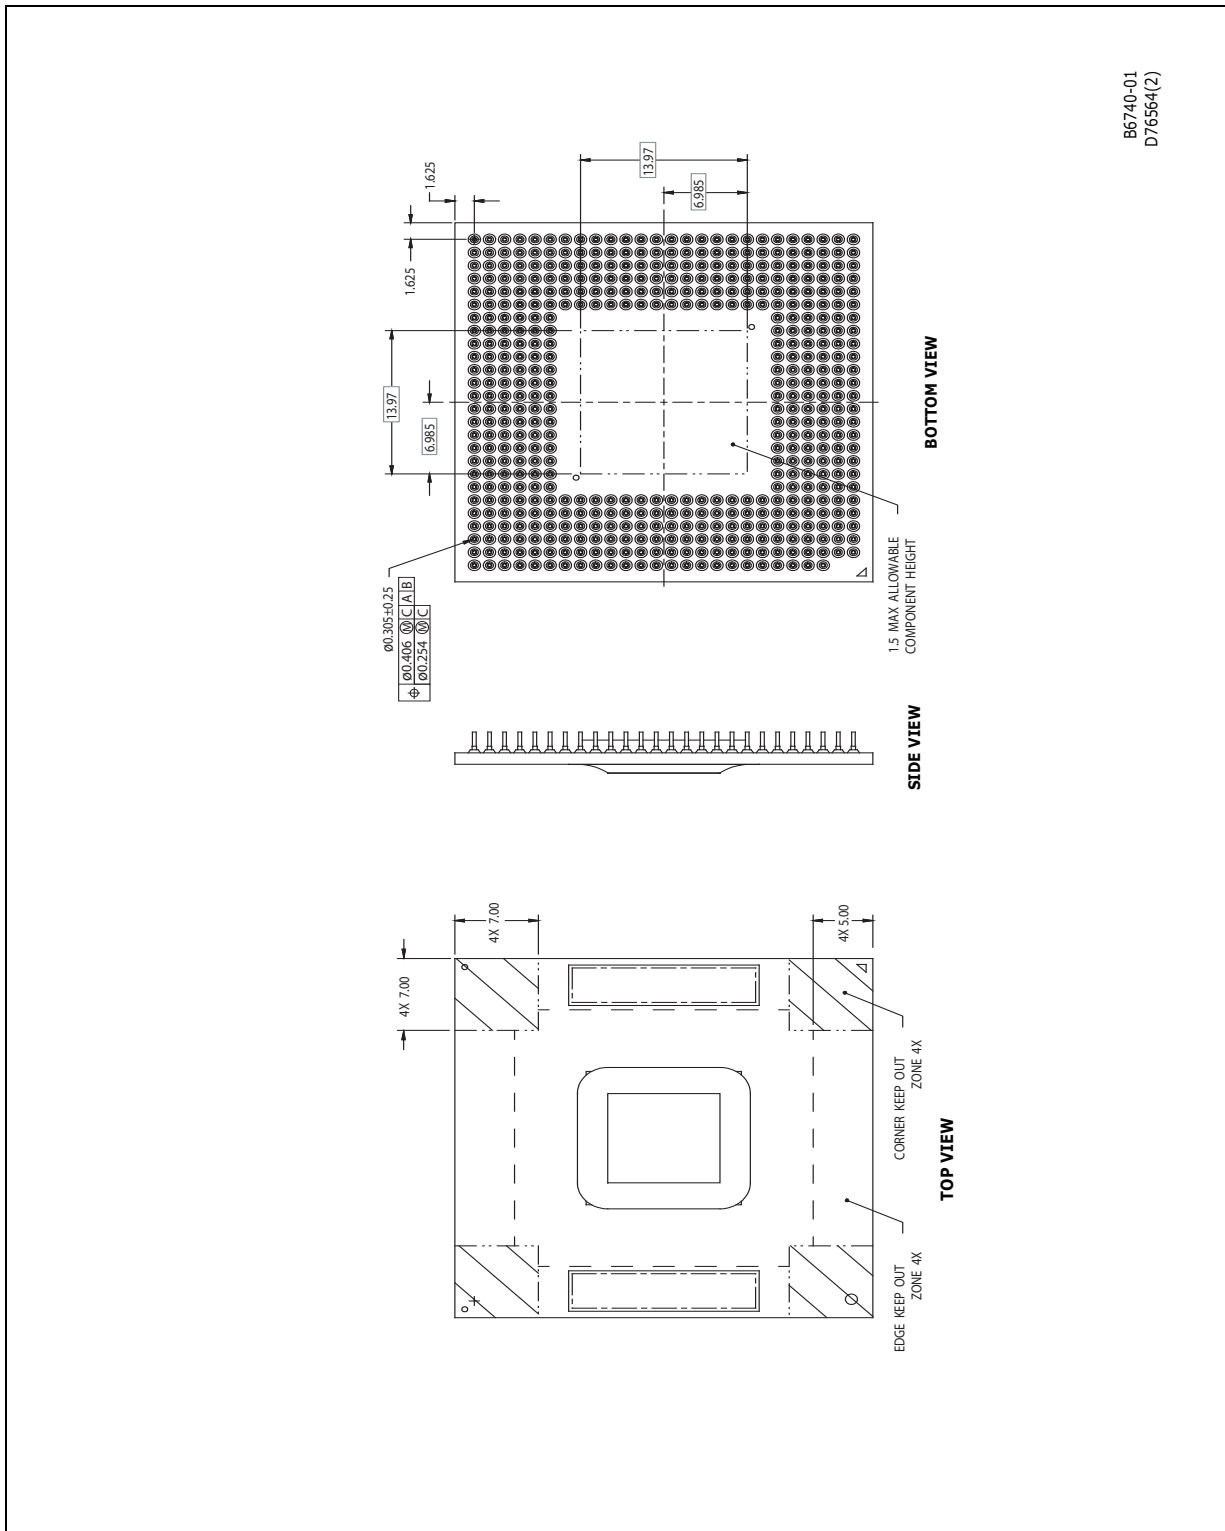 B6740-01
D76564(2)
1.625
1.625
13.97
6.985
13.97
6.985
Ø0.305±0.25
⌖ Ø0.406 Ⓜ C A B
Ø0.254 Ⓜ C
1.5 MAX ALLOWABLE
COMPONENT HEIGHT
BOTTOM VIEW
SIDE VIEW
4X 7.00
4X 7.00
4X 5.00
CORNER KEEP OUT
ZONE 4X
EDGE KEEP OUT
ZONE 4X
TOP VIEW